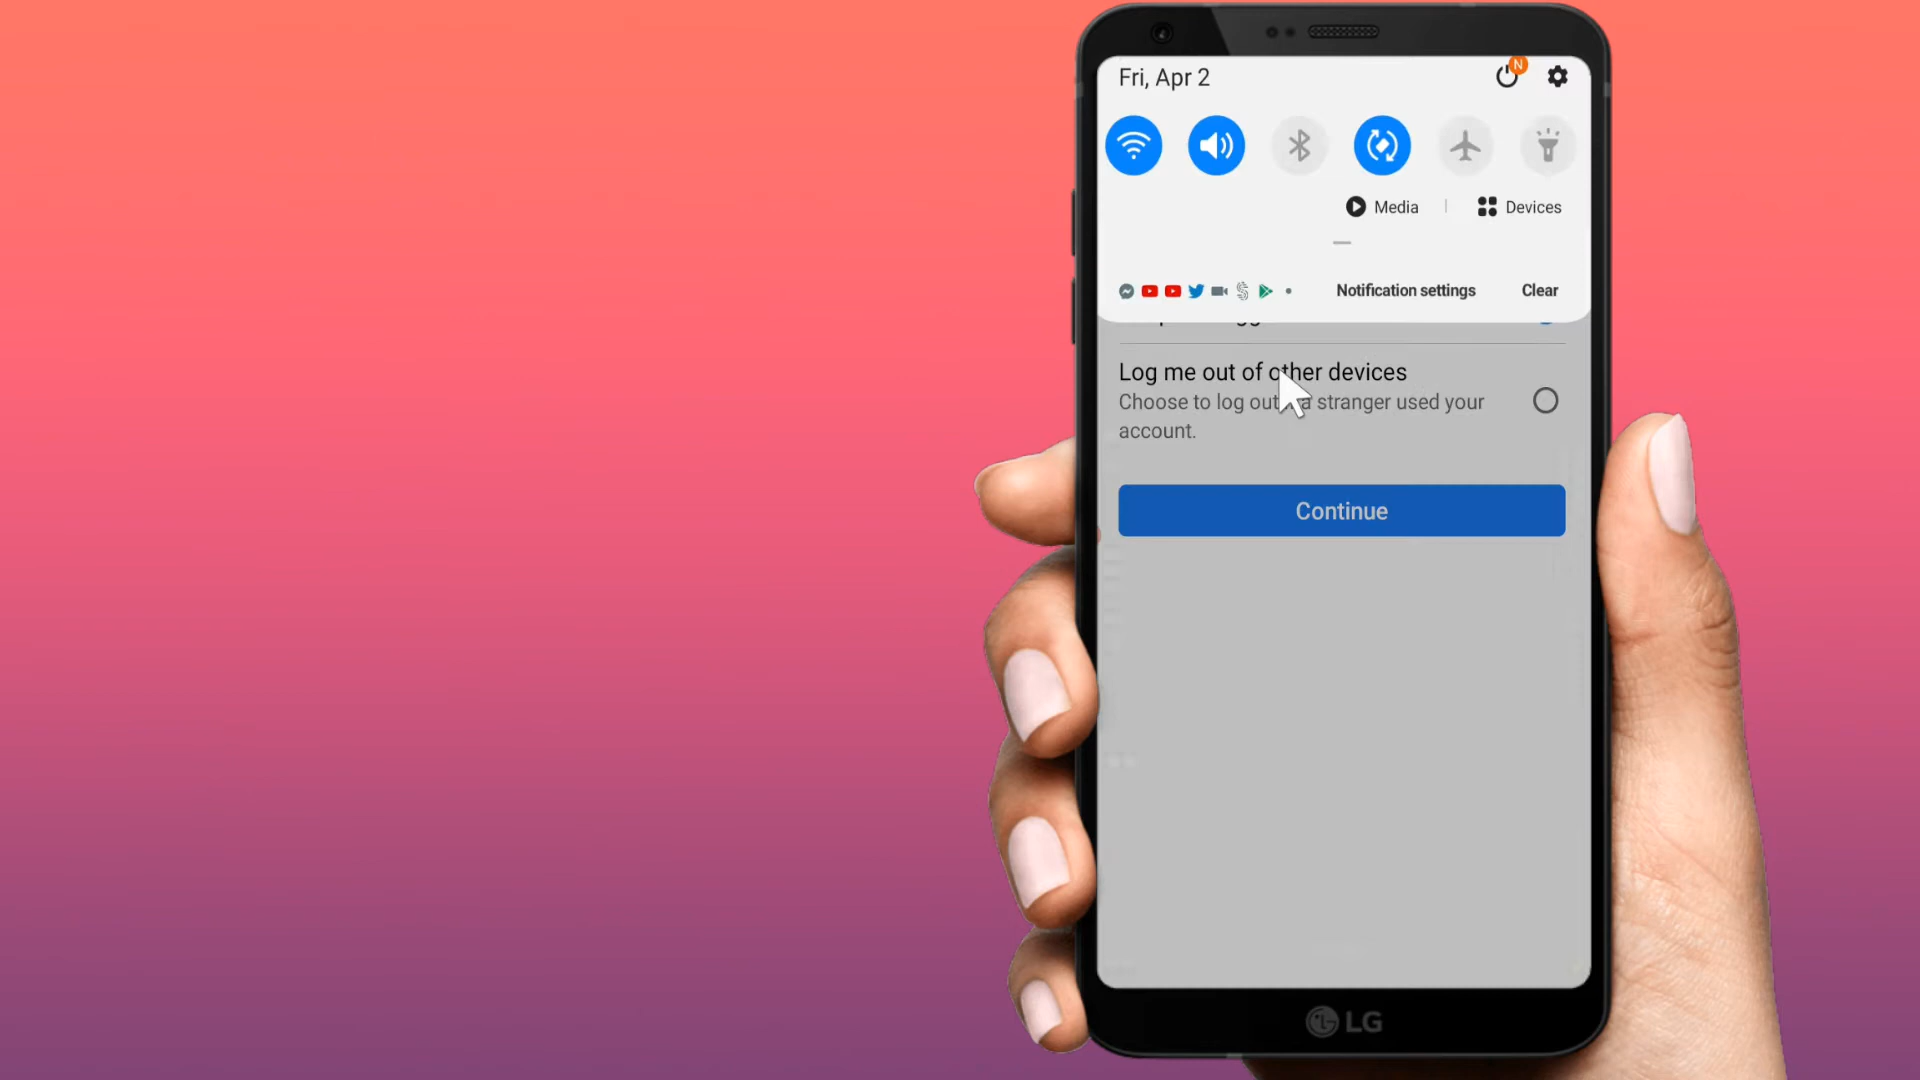 Fri, Apr 2
N
Media | Devices
Notification settings Clear
Log me out of other devices
Choose to log out a stranger used your
account.
Continue
LG